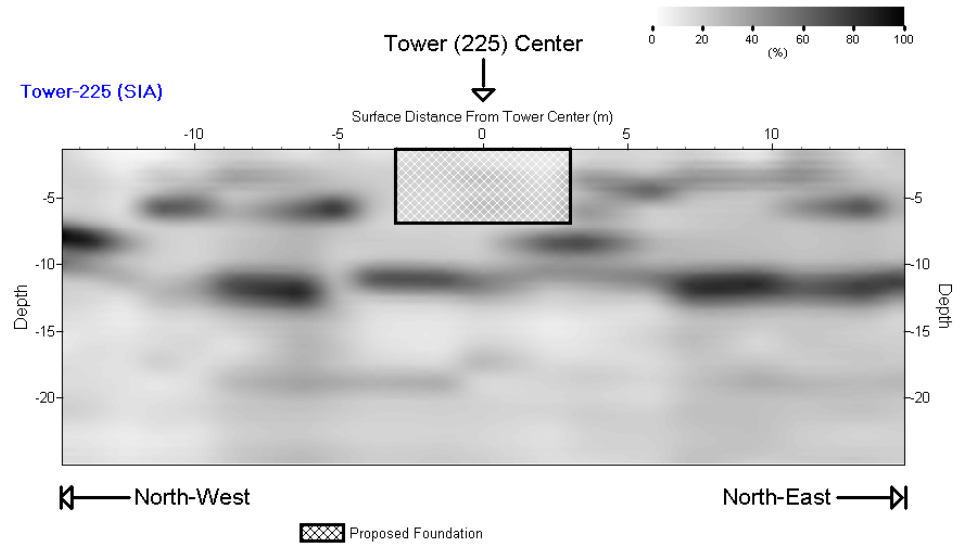 0 20 40 60 80 100
(%)
Tower (225) Center
Tower-225 (SIA)
Surface Distance From Tower Center (m)
-10 -5 0 5 10
-5 -5
-10 -10
Depth Depth
-15 -15
-20 -20
North-West North-East
Proposed Foundation